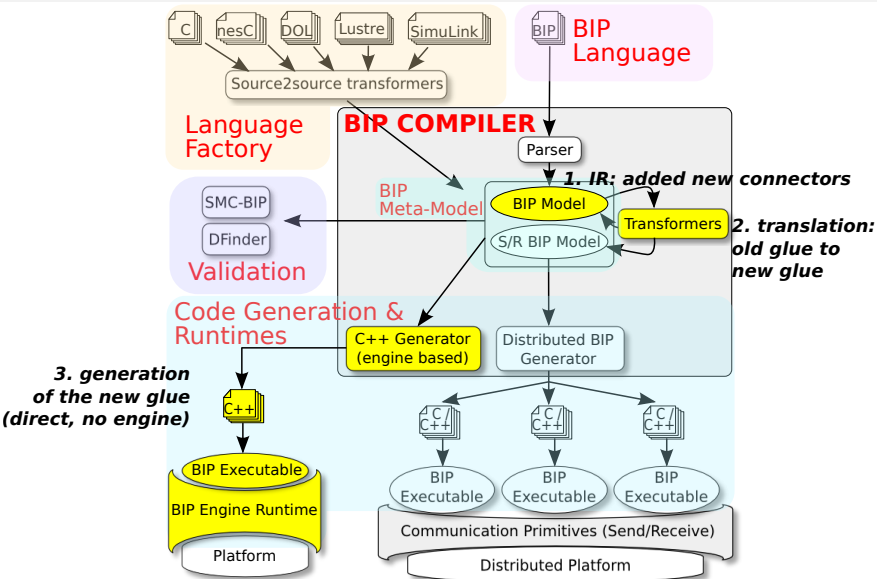 C
nesC
DOL
Lustre
SimuLink
BIP
BIP
Language
Source2source transformers
Language
Factory
BIP COMPILER
Parser
1. IR: added new connectors
BIP
Meta-Model
BIP Model
Transformers
S/R BIP Model
2. translation:
old glue to
new glue
SMC-BIP
DFinder
Validation
Code Generation &
Runtimes
C++ Generator
(engine based)
Distributed BIP
Generator
3. generation
of the new glue
(direct, no engine)
C++
C/
C++
C/
C++
C/
C++
BIP Executable
BIP
Executable
BIP
Executable
BIP
Executable
BIP Engine Runtime
Communication Primitives (Send/Receive)
Platform
Distributed Platform